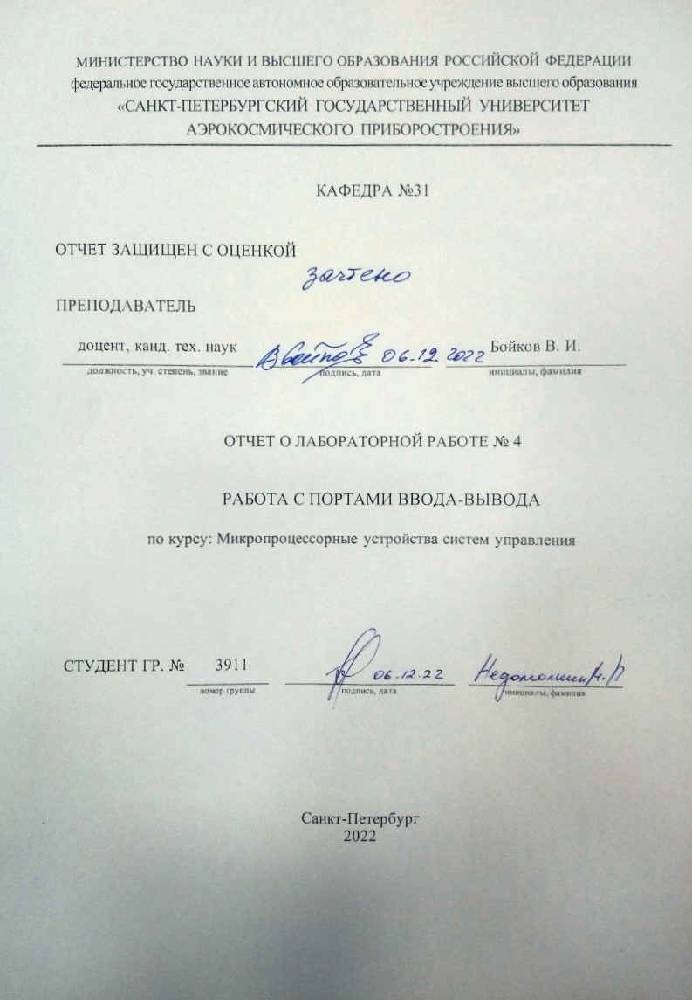 МИНИСТЕРСТВО НАУКИ И ВЫСШЕГО ОБРАЗОВАНИЯ РОССИЙСКОЙ ФЕДЕРАЦИИ
федеральное государственное автономное образовательное учреждение высшего образования
«САНКТ-ПЕТЕРБУРГСКИЙ ГОСУДАРСТВЕННЫЙ УНИВЕРСИТЕТ
АЭРОКОСМИЧЕСКОГО ПРИБОРОСТРОЕНИЯ»
КАФЕДРА №31
ОТЧЕТ ЗАЩИЩЕН С ОЦЕНКОЙ
зачтено
ПРЕПОДАВАТЕЛЬ
доцент, канд. тех. наук 06.12.2022 Бойков В. И.
должность, уч. степень, звание подпись, дата инициалы, фамилия
ОТЧЕТ О ЛАБОРАТОРНОЙ РАБОТЕ № 4
РАБОТА С ПОРТАМИ ВВОДА-ВЫВОДА
по курсу: Микропроцессорные устройства систем управления
СТУДЕНТ ГР. № 3911 06.12.22
номер группы подпись, дата инициалы, фамилия
Санкт-Петербург
2022